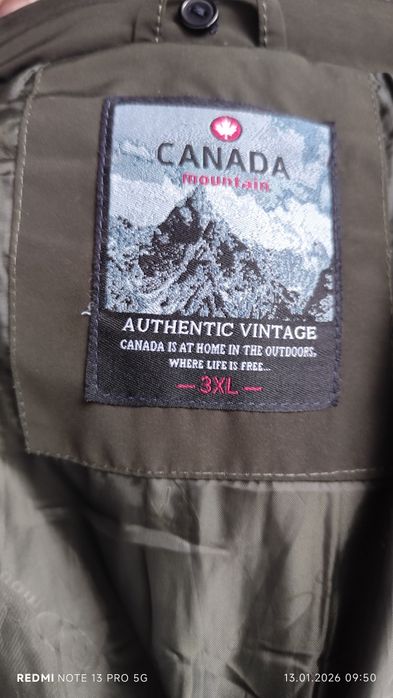 CANADA
mountain
AUTHENTIC VINTAGE
CANADA IS AT HOME IN THE OUTDOORS,
WHERE LIFE IS FREE...
— 3XL —
REDMI NOTE 13 PRO 5G
13.01.2026 09:50